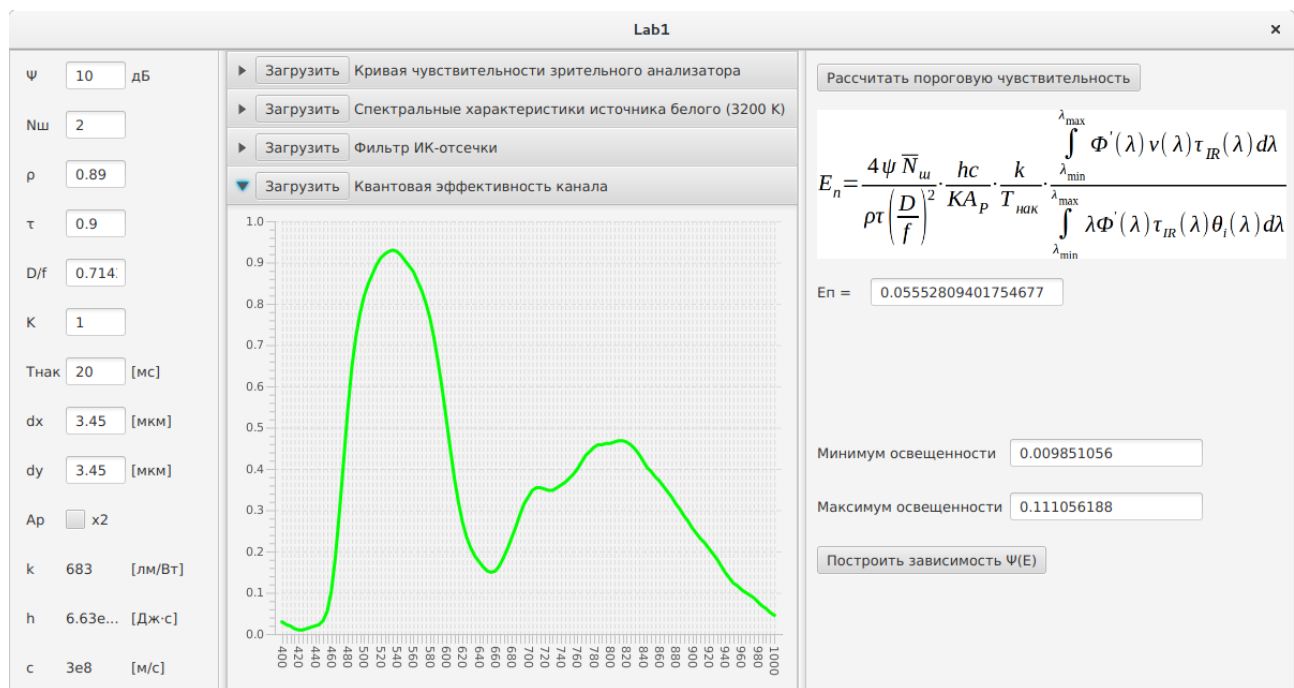 Lab1 ×
Ψ 10 дБ
Nш 2
ρ 0.89
τ 0.9
D/f 0.714
K 1
Tнак 20 [мс]
dx 3.45 [мкм]
dy 3.45 [мкм]
Ap x2
k 683 [лм/Вт]
h 6.63e... [Дж·с]
c 3e8 [м/с]
Загрузить Кривая чувствительности зрительного анализатора
Загрузить Спектральные характеристики источника белого (3200 K)
Загрузить Фильтр ИК-отсечки
Загрузить Квантовая эффективность канала
1.0
0.9
0.8
0.7
0.6
0.5
0.4
0.3
0.2
0.1
0.0
400 420 440 460 480 500 520 540 560 580 600 620 640 660 680 700 720 740 760 780 800 820 840 860 880 900 920 940 960 980 1000
Рассчитать пороговую чувствительность
λmax λmin ∫ Ф'(λ) ν(λ) τIR(λ) dλ
En = 4 ψ N̅ш / ρτ (D/f)² · hc / KAP · k / Tнак ·
λmax λmin ∫ λФ'(λ) τIR(λ) θi(λ) dλ
Eп = 0.05552809401754677
Минимум освещенности 0.009851056
Максимум освещенности 0.111056188
Построить зависимость Ψ(E)